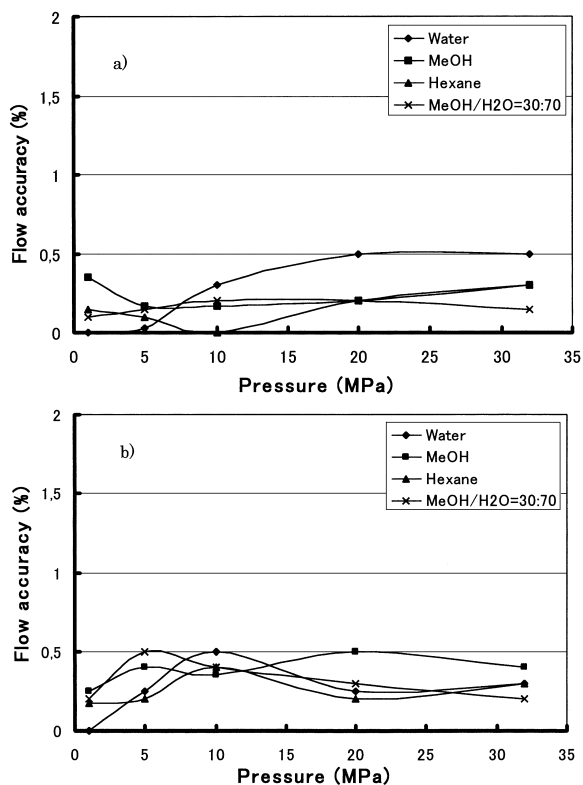 2
a)
Water
MeOH
Hexane
MeOH/H2O=30:70
1,5
1
0,5
0
Flow accuracy (%)
0 5 10 15 20 25 30 35
Pressure (MPa)
2
b)
Water
MeOH
Hexane
MeOH/H2O=30:70
1,5
1
0,5
0
Flow accuracy (%)
0 5 10 15 20 25 30 35
Pressure (MPa)